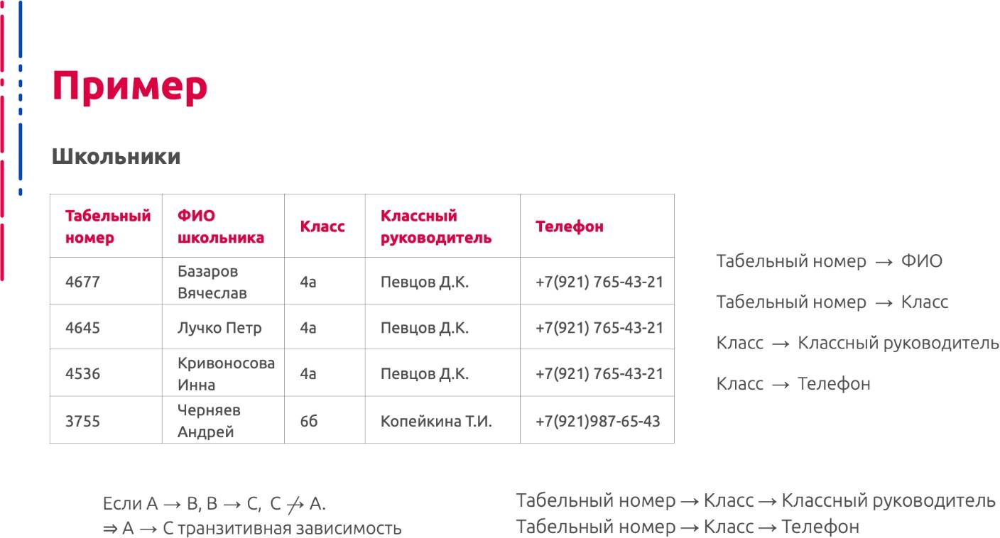 Пример
Школьники
Табельный номер ФИО школьника Класс Классный руководитель Телефон
4677 Базаров Вячеслав 4а Певцов Д.К. +7(921) 765-43-21
4645 Лучко Петр 4а Певцов Д.К. +7(921) 765-43-21
4536 Кривоносова Инна 4а Певцов Д.К. +7(921) 765-43-21
3755 Черняев Андрей 6б Копейкина Т.И. +7(921)987-65-43
Табельный номер → ФИО
Табельный номер → Класс
Класс → Классный руководитель
Класс → Телефон
Если A → B, B → C, C ↛ A.
⇒ A → C транзитивная зависимость
Табельный номер → Класс → Классный руководитель
Табельный номер → Класс → Телефон